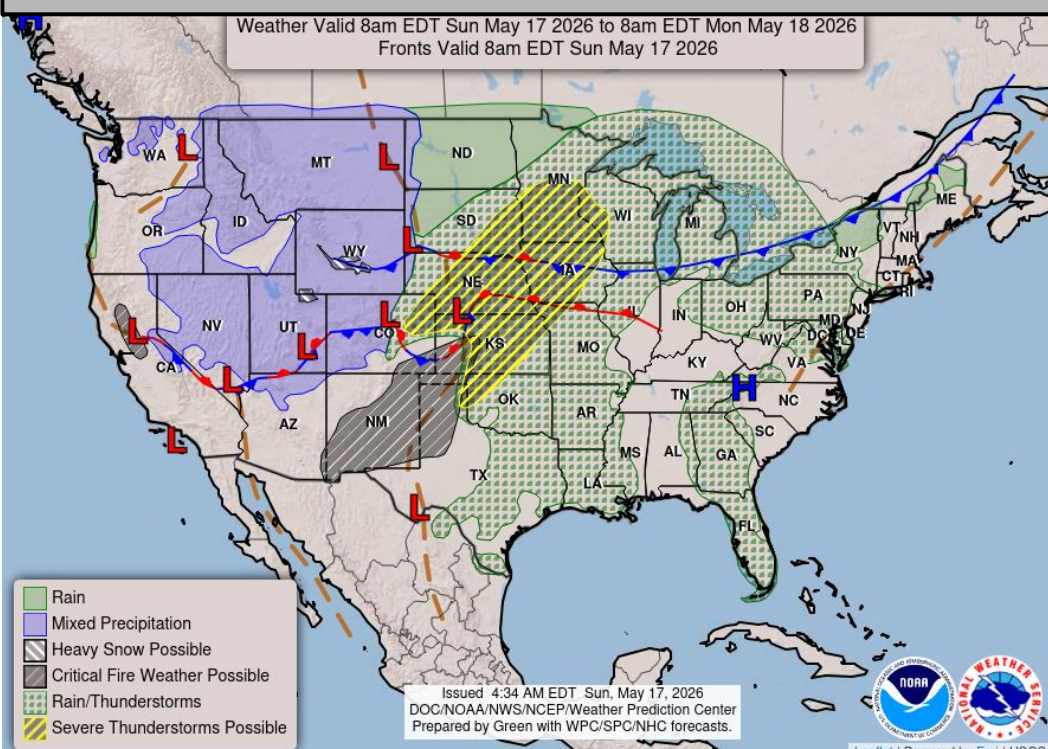 Weather Valid 8am EDT Sun May 17 2026 to 8am EDT Mon May 18 2026
Fronts Valid 8am EDT Sun May 17 2026
H
WA
L
MT
L
ND
MN
ME
ID
SD
WI
MI
VT
NH
OR
WY
L
NY
MA
CT
RI
NE
IA
PA
NJ
NV
UT
L
CO
L
IL
IN
OH
MD
DE
DC
L
L
KS
MO
WV
VA
CA
KY
L
H
NC
AZ
NM
OK
AR
TN
SC
L
MS
AL
GA
TX
LA
L
FL
Rain
Mixed Precipitation
Heavy Snow Possible
Critical Fire Weather Possible
Rain/Thunderstorms
Severe Thunderstorms Possible
Issued 4:34 AM EDT Sun, May 17, 2026
DOC/NOAA/NWS/NCEP/Weather Prediction Center
Prepared by Green with WPC/SPC/NHC forecasts.
NOAA
NATIONAL WEATHER SERVICE